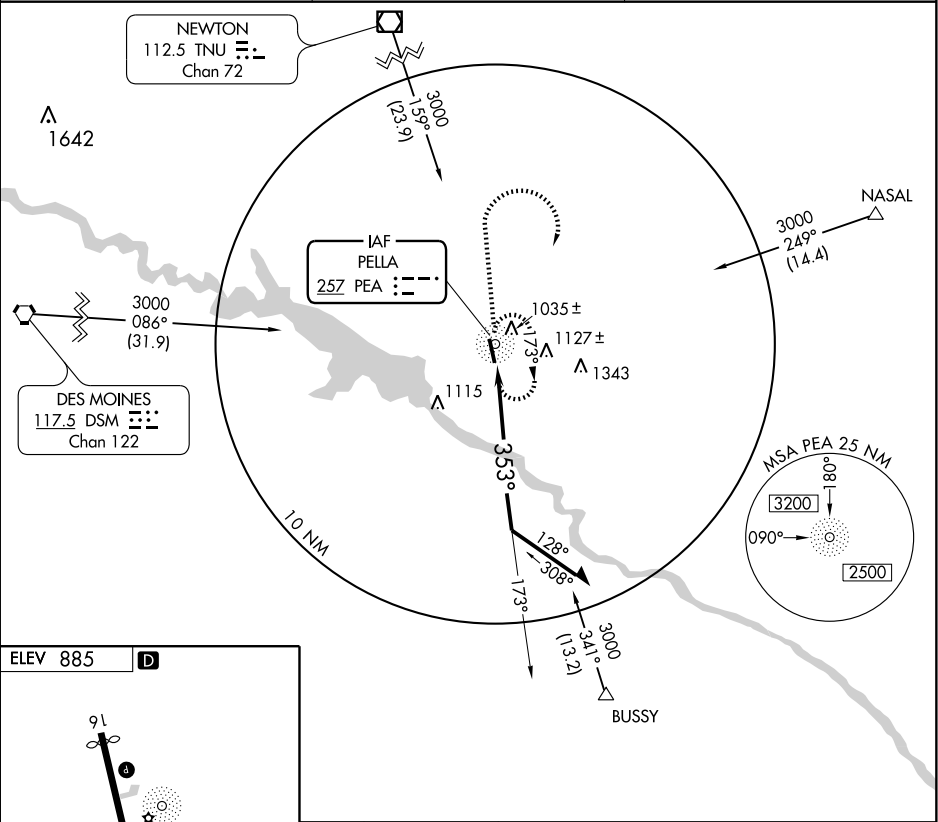 NEWTON
112.5 TNU
Chan 72
1642
3000
159°
(23.9)
NASAL
3000
249°
(14.4)
IAF
PELLA
257 PEA
3000
086°
(31.9)
1035 ±
1127 ±
173°
1343
1115
DES MOINES
117.5 DSM
Chan 122
353°
MSA PEA 25 NM
180°
3200
090°
2500
10 NM
128°
308°
173°
3000
341°
(13.2)
BUSSY
ELEV 885
D
16
P